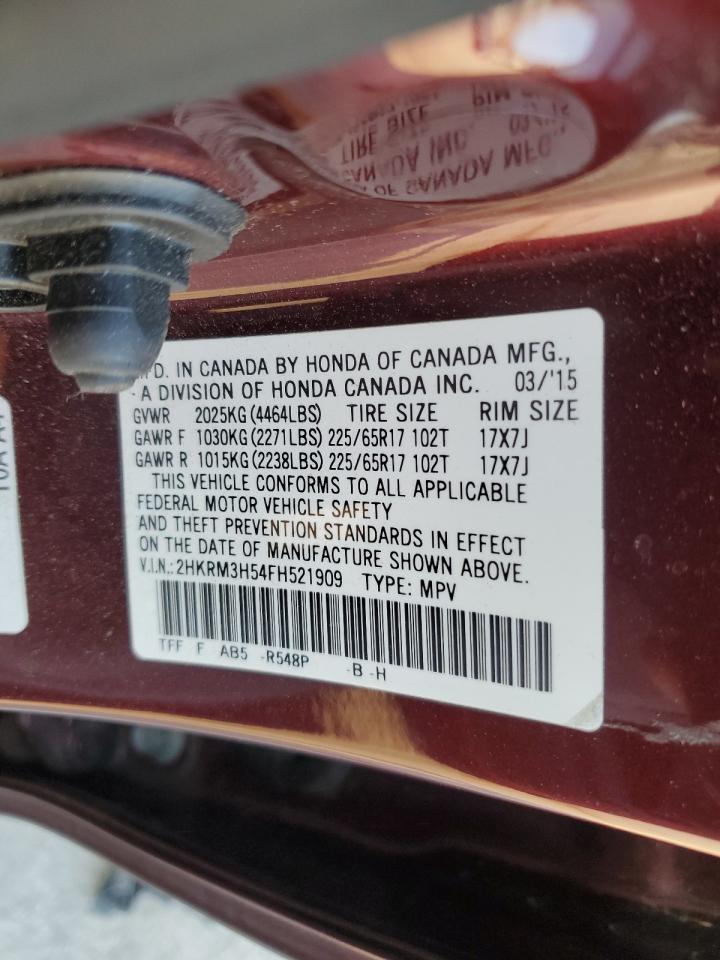 MFD. IN CANADA BY HONDA OF CANADA MFG.,
A DIVISION OF HONDA CANADA INC. 03/'15
GVWR 2025KG (4464LBS) TIRE SIZE RIM SIZE
GAWR F 1030KG (2271LBS) 225/65R17 102T 17X7J
GAWR R 1015KG (2238LBS) 225/65R17 102T 17X7J
THIS VEHICLE CONFORMS TO ALL APPLICABLE
FEDERAL MOTOR VEHICLE SAFETY
AND THEFT PREVENTION STANDARDS IN EFFECT
ON THE DATE OF MANUFACTURE SHOWN ABOVE.
V.I.N.: 2HKRM3H54FH521909 TYPE: MPV
TFF F AB5 -R548P -B -H